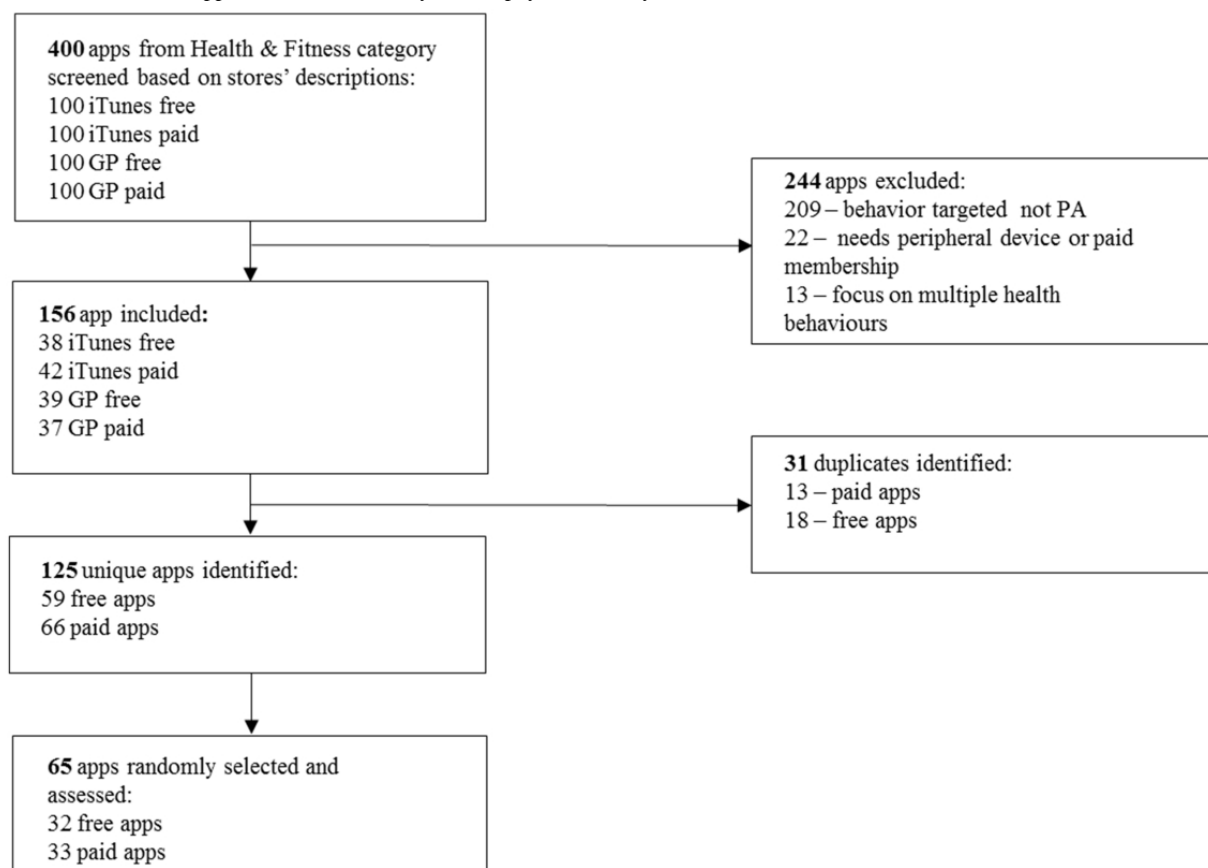 400 apps from Health & Fitness category
screened based on stores’ descriptions:
100 iTunes free
100 iTunes paid
100 GP free
100 GP paid
244 apps excluded:
209 – behavior targeted not PA
22 – needs peripheral device or paid
membership
13 – focus on multiple health
behaviours
156 app included:
38 iTunes free
42 iTunes paid
39 GP free
37 GP paid
31 duplicates identified:
13 – paid apps
18 – free apps
125 unique apps identified:
59 free apps
66 paid apps
65 apps randomly selected and
assessed:
32 free apps
33 paid apps